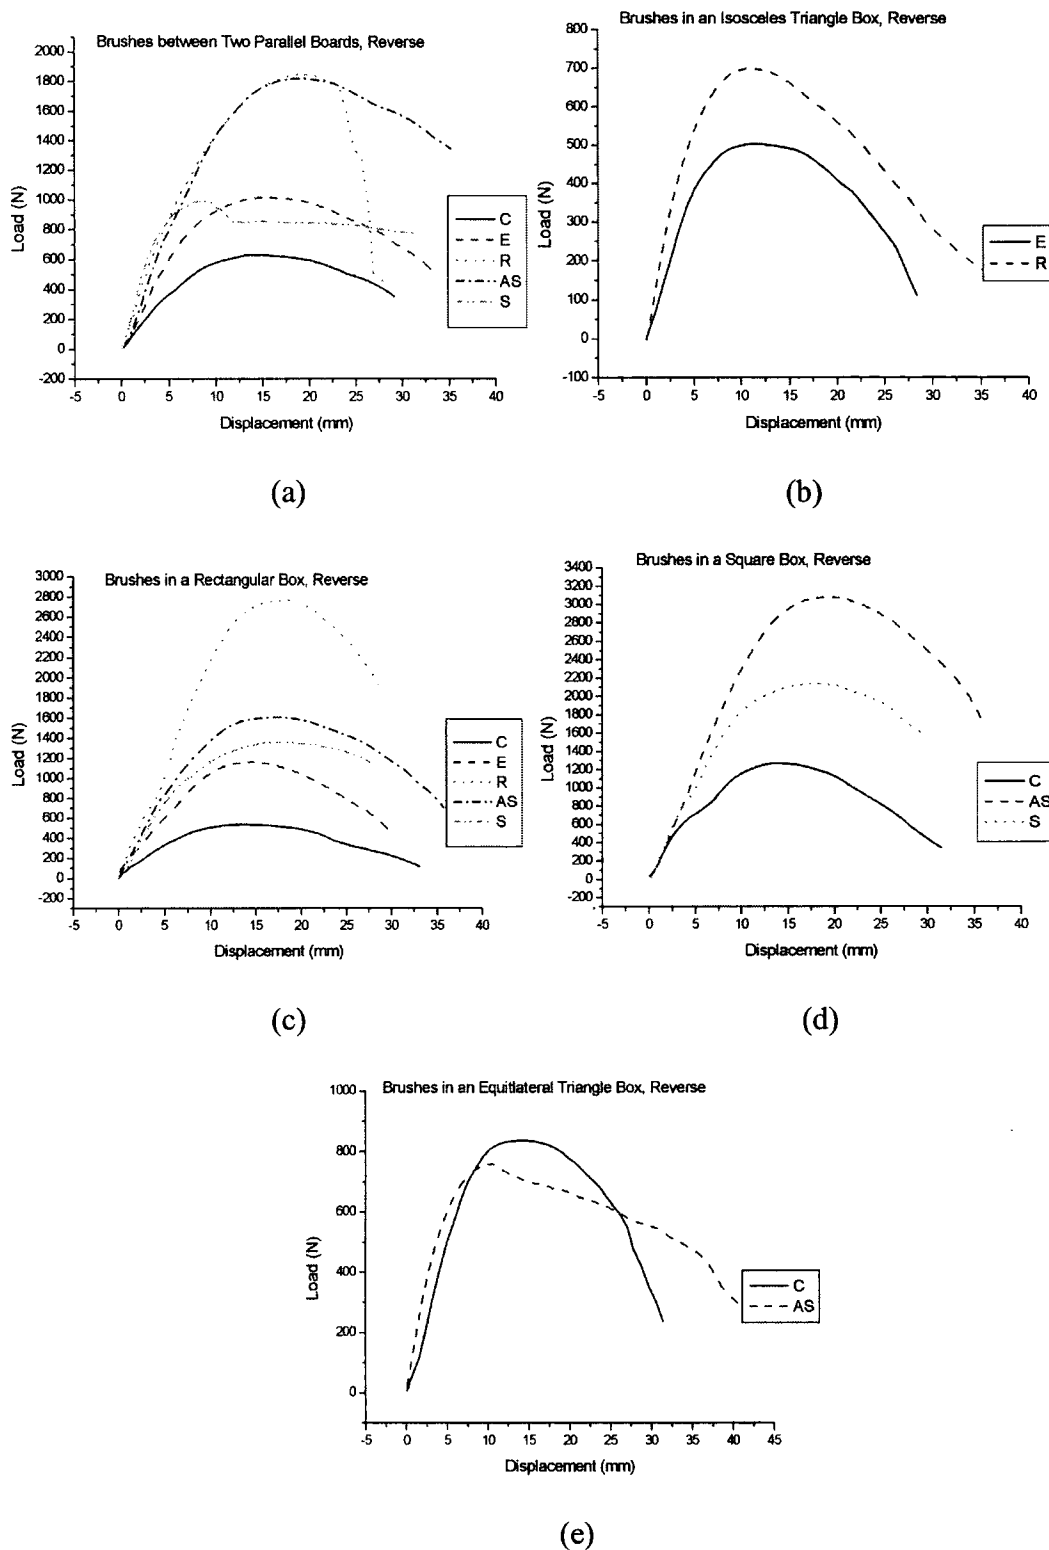 Brushes between Two Parallel Boards, Reverse
2000
1800
1600
1400
1200
1000
800
600
400
200
0
-200
Load (N)
-5 0 5 10 15 20 25 30 35 40
Displacement (mm)
C
E
R
AS
S
(a)
Brushes in an Isosceles Triangle Box, Reverse
800
700
600
500
400
300
200
100
0
-100
Load (N)
-5 0 5 10 15 20 25 30 35 40
Displacement (mm)
E
R
(b)
Brushes in a Rectangular Box, Reverse
3000
2800
2600
2400
2200
2000
1800
1600
1400
1200
1000
800
600
400
200
0
-200
Load (N)
-5 0 5 10 15 20 25 30 35 40
Displacement (mm)
C
E
R
AS
S
(c)
Brushes in a Square Box, Reverse
3400
3200
3000
2800
2600
2400
2200
2000
1800
1600
1400
1200
1000
800
600
400
200
0
-200
Load (N)
-5 0 5 10 15 20 25 30 35 40
Displacement (mm)
C
AS
S
(d)
Brushes in an Equitlateral Triangle Box, Reverse
1000
800
600
400
200
0
Load (N)
-5 0 5 10 15 20 25 30 35 40 45
Displacement (mm)
C
AS
(e)